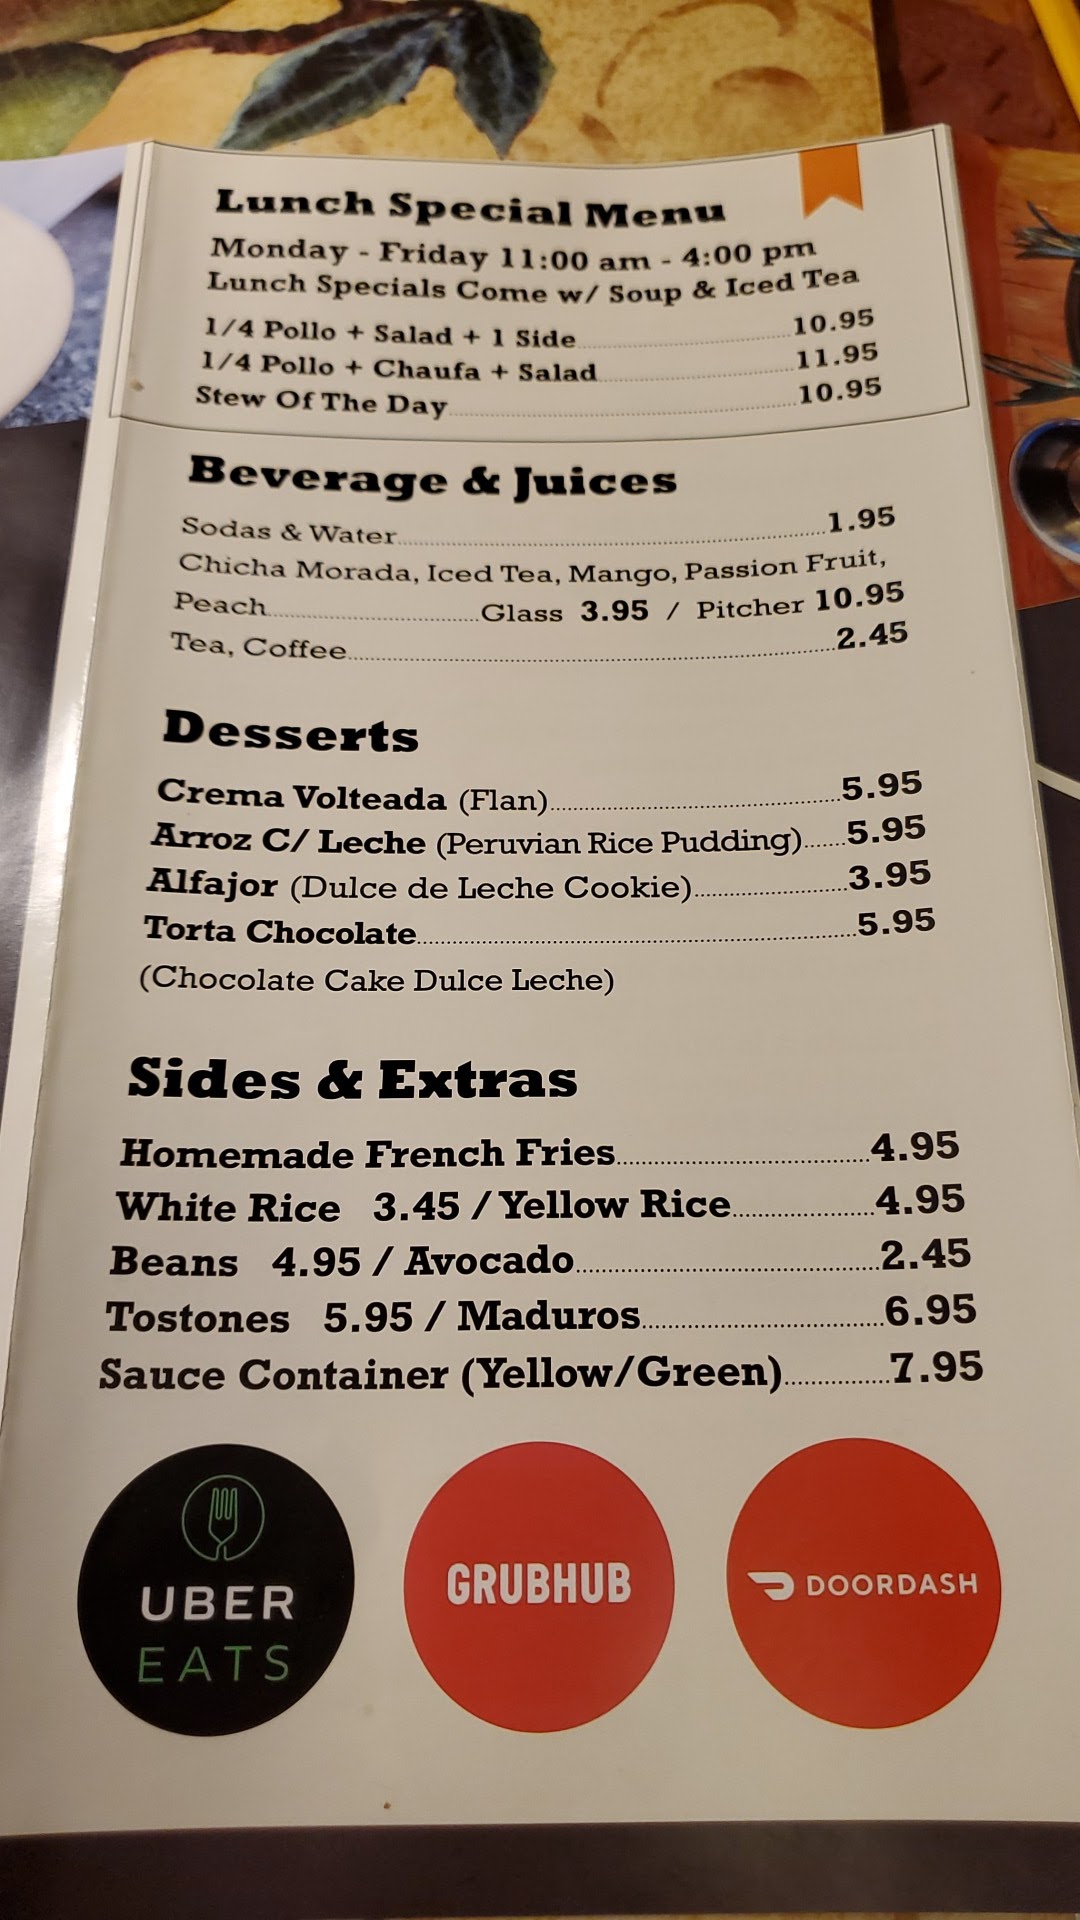 Lunch Special Menu
Monday - Friday 11:00 am - 4:00 pm
Lunch Specials Come w/ Soup & Iced Tea
1/4 Pollo + Salad + 1 Side 10.95
1/4 Pollo + Chaufa + Salad 11.95
Stew Of The Day 10.95
Beverage & Juices
Sodas & Water 1.95
Chicha Morada, Iced Tea, Mango, Passion Fruit,
Peach Glass 3.95 / Pitcher 10.95
Tea, Coffee 2.45
Desserts
Crema Volteada (Flan) 5.95
Arroz C/ Leche (Peruvian Rice Pudding) 5.95
Alfajor (Dulce de Leche Cookie) 3.95
Torta Chocolate 5.95
(Chocolate Cake Dulce Leche)
Sides & Extras
Homemade French Fries 4.95
White Rice 3.45 / Yellow Rice 4.95
Beans 4.95 / Avocado 2.45
Tostones 5.95 / Maduros 6.95
Sauce Container (Yellow/Green) 7.95
UBER
EATS
GRUBHUB
DOORDASH